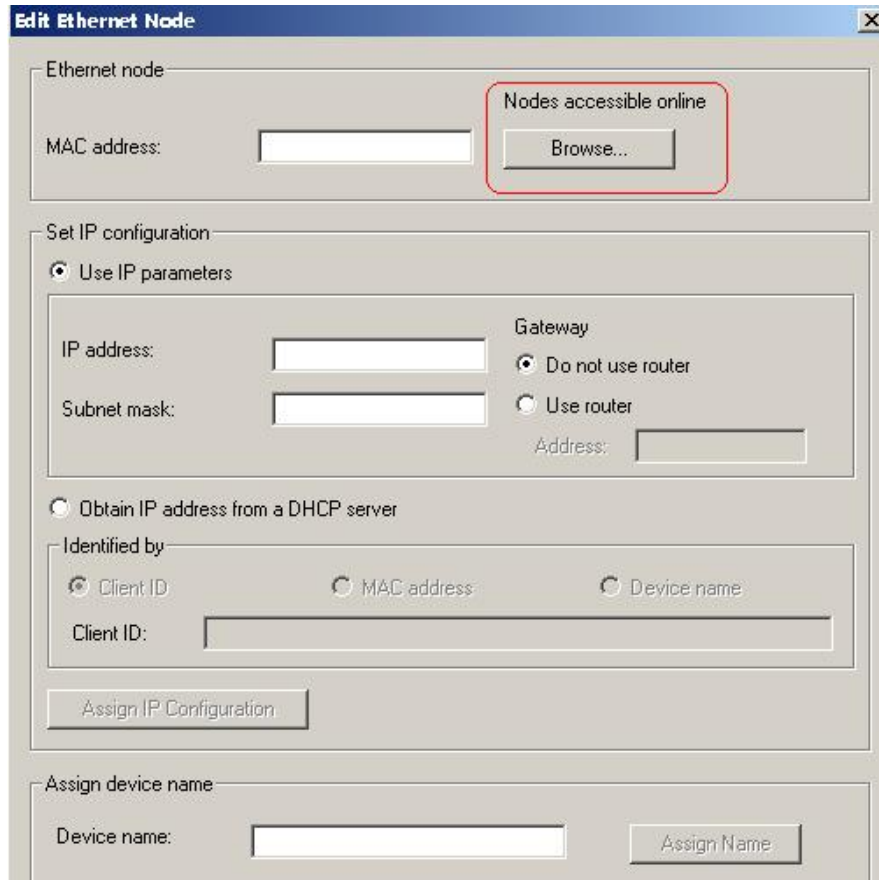 Edit Ethernet Node
Ethernet node
Nodes accessible online
MAC address:
Browse...
Set IP configuration
Use IP parameters
Gateway
IP address:
Do not use router
Subnet mask:
Use router
Address:
Obtain IP address from a DHCP server
Identified by
Client ID
MAC address
Device name
Client ID:
Assign IP Configuration
Assign device name
Device name:
Assign Name